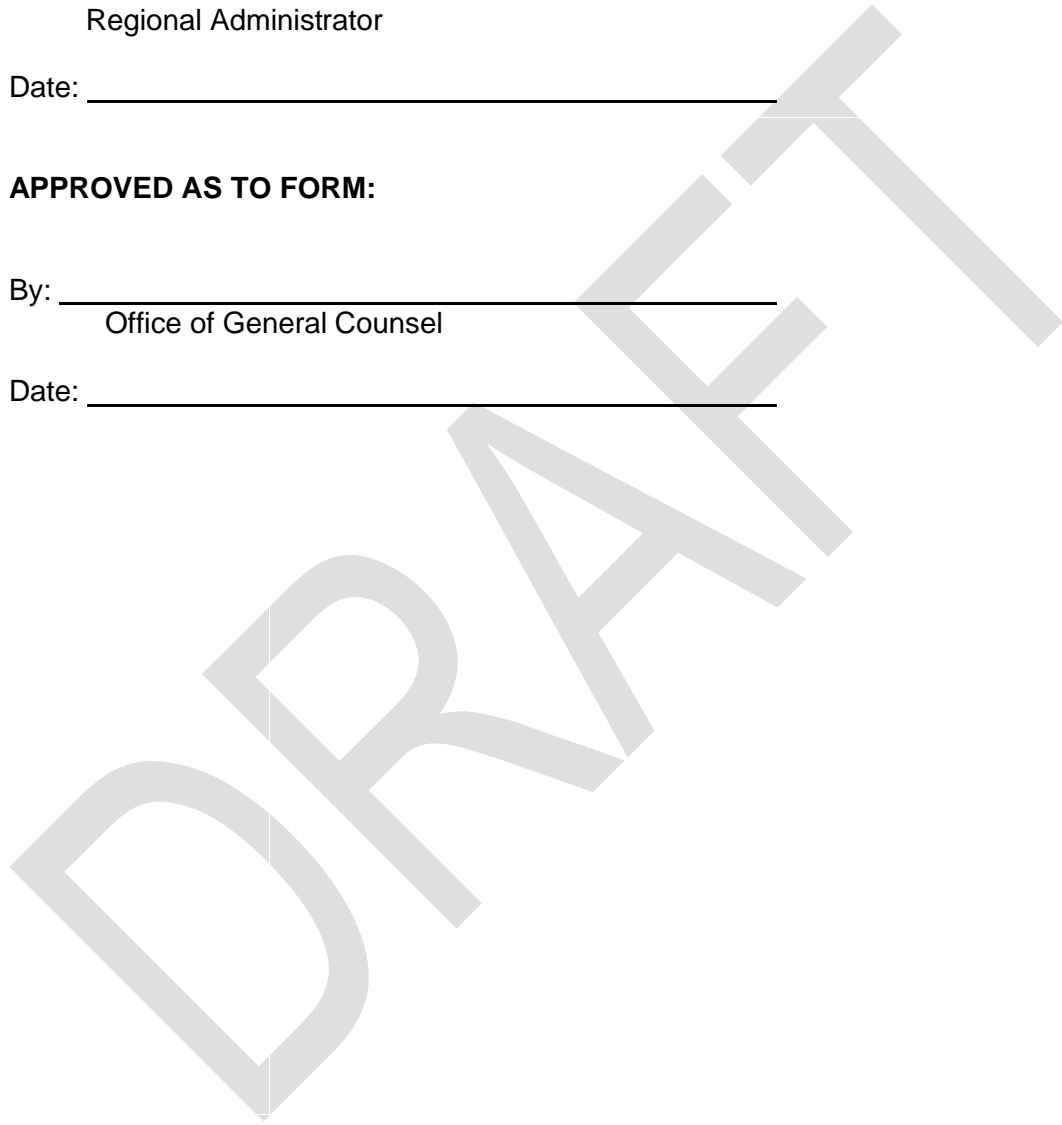 Regional Administrator
Date:
APPROVED AS TO FORM:
By:
Office of General Counsel
Date:
DRAFT